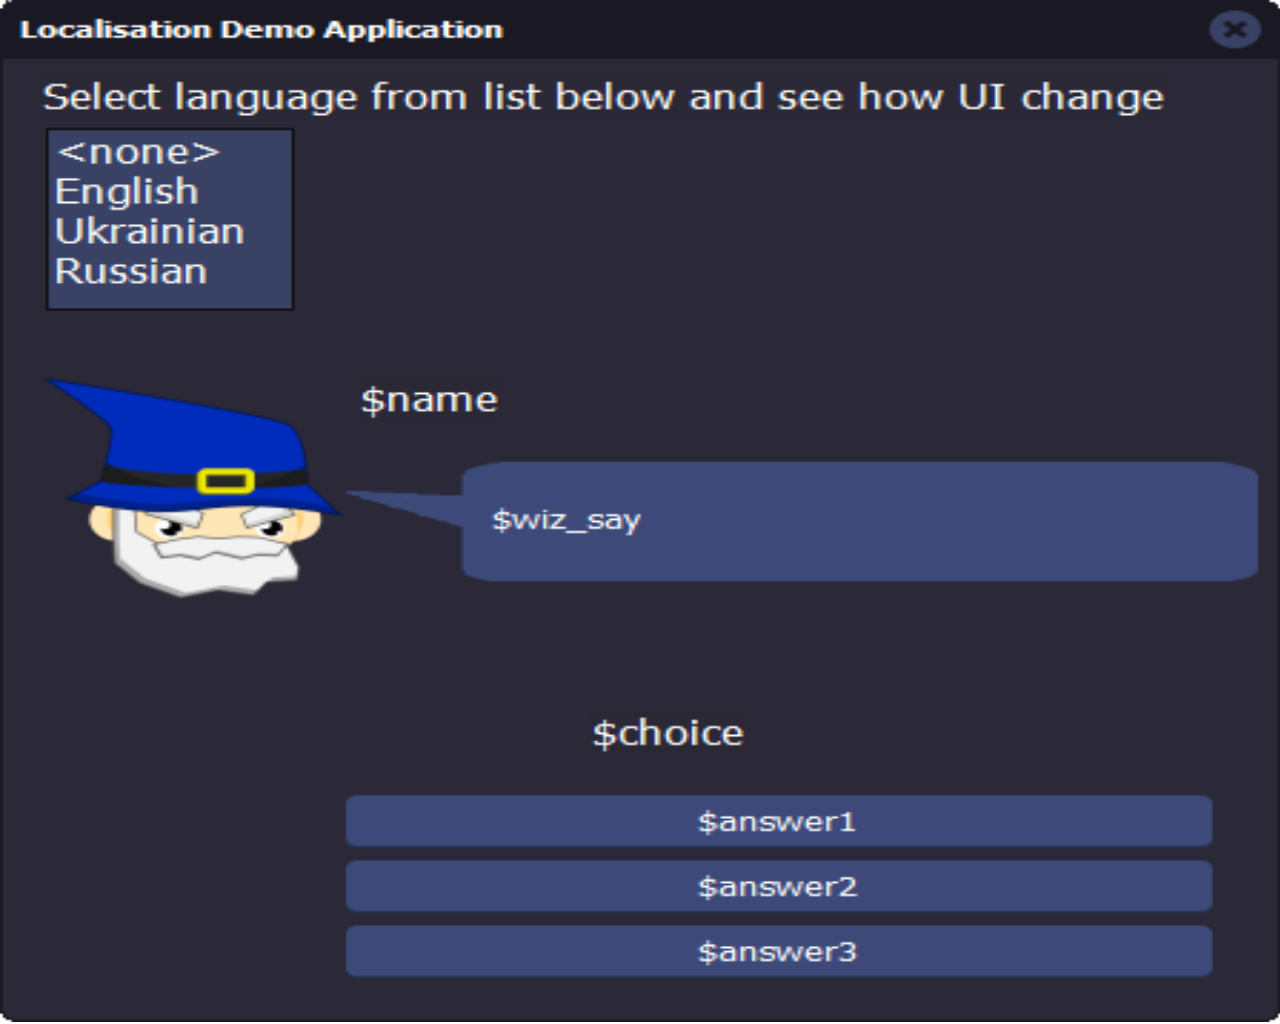 Localisation Demo Application
Select language from list below and see how UI change
<none>
English
Ukrainian
Russian
$name
$wiz_say
$choice
$answer1
$answer2
$answer3